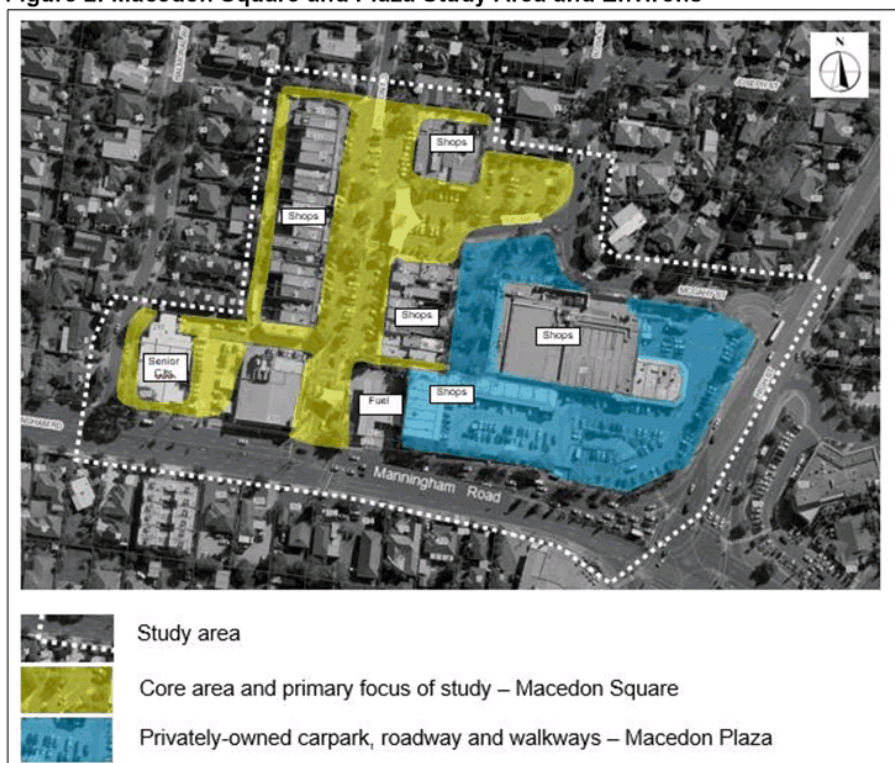 Figure 2: Macedon Square and Plaza Study Area and Environs
N
Shops
Shops
Shops
Shops
Senior
Cits
Shops
Fuel
Manningham Road
Study area
Core area and primary focus of study – Macedon Square
Privately-owned carpark, roadway and walkways – Macedon Plaza